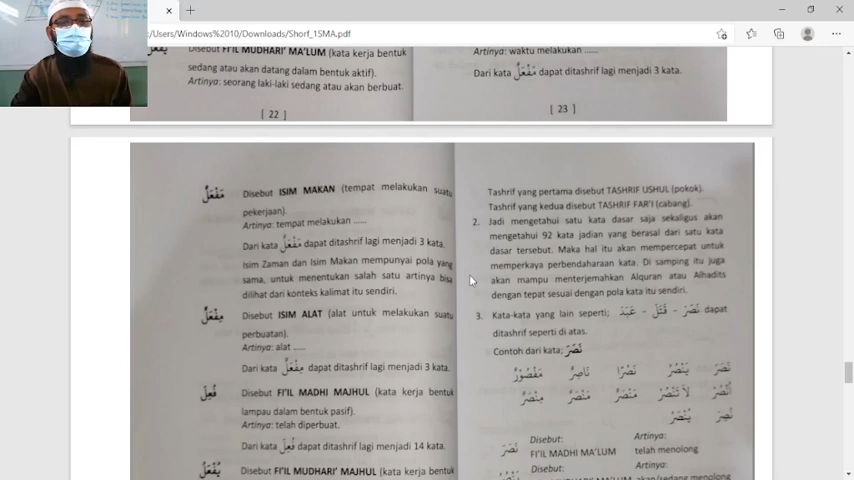 :/Users/Windows%2010/Downloads/Shorf_1SMA.pdf
Disebut FI'IL MUDHARI' MA'LUM (kata kerja bentuk
sedang atau akan datang dalam bentuk aktif).
Artinya: seorang laki-laki sedang atau akan berbuat.
[ 22 ]
Artinya: waktu melakukan ......
Dari kata مَفْعَلٌ dapat ditashrif lagi menjadi 3 kata.
[ 23 ]
مَفْعَلٌ Disebut ISIM MAKAN (tempat melakukan suatu
pekerjaan).
Artinya: tempat melakukan ......
Dari kata مَفْعَلٌ dapat ditashrif lagi menjadi 3 kata.
Isim Zaman dan Isim Makan mempunyai pola yang
sama, untuk menentukan salah satu artinya bisa
dilihat dari konteks kalimat itu sendiri.
مِفْعَلٌ Disebut ISIM ALAT (alat untuk melakukan suatu
perbuatan).
Artinya: alat ......
Dari kata مِفْعَلٌ dapat ditashrif lagi menjadi 3 kata.
فُعِلَ Disebut FI'IL MADHI MAJHUL (kata kerja bentuk
lampau dalam bentuk pasif).
Artinya: telah diperbuat.
Dari kata فُعِلَ dapat ditashrif lagi menjadi 14 kata.
يُفْعَلُ Disebut FI'IL MUDHARI' MAJHUL (kata kerja bentuk
Tashrif yang pertama disebut TASHRIF USHUL (pokok).
Tashrif yang kedua disebut TASHRIF FAR'I (cabang).
2. Jadi mengetahui satu kata dasar saja sekaligus akan
mengetahui 92 kata jadian yang berasal dari satu kata
dasar tersebut. Maka hal itu akan mempercepat untuk
memperkaya perbendaharaan kata. Di samping itu juga
akan mampu menterjemahkan Alquran atau Alhadits
dengan tepat sesuai dengan pola kata itu sendiri.
3. Kata-kata yang lain seperti; نَصَرَ - قَتَلَ - عَبَدَ dapat
ditashrif seperti di atas.
Contoh dari kata; نَصَرَ
نَصَرَ يَنْصُرُ نَصْرًا نَاصِرٌ مَنْصُوْرٌ
أُنْصُرْ لَا تَنْصُرْ مَنْصَرٌ مَنْصَرٌ مِنْصَرٌ
نُصِرَ يُنْصَرُ
Disebut: Artinya:
نَصَرَ FI'IL MADHI MA'LUM telah menolong
Disebut: Artinya: